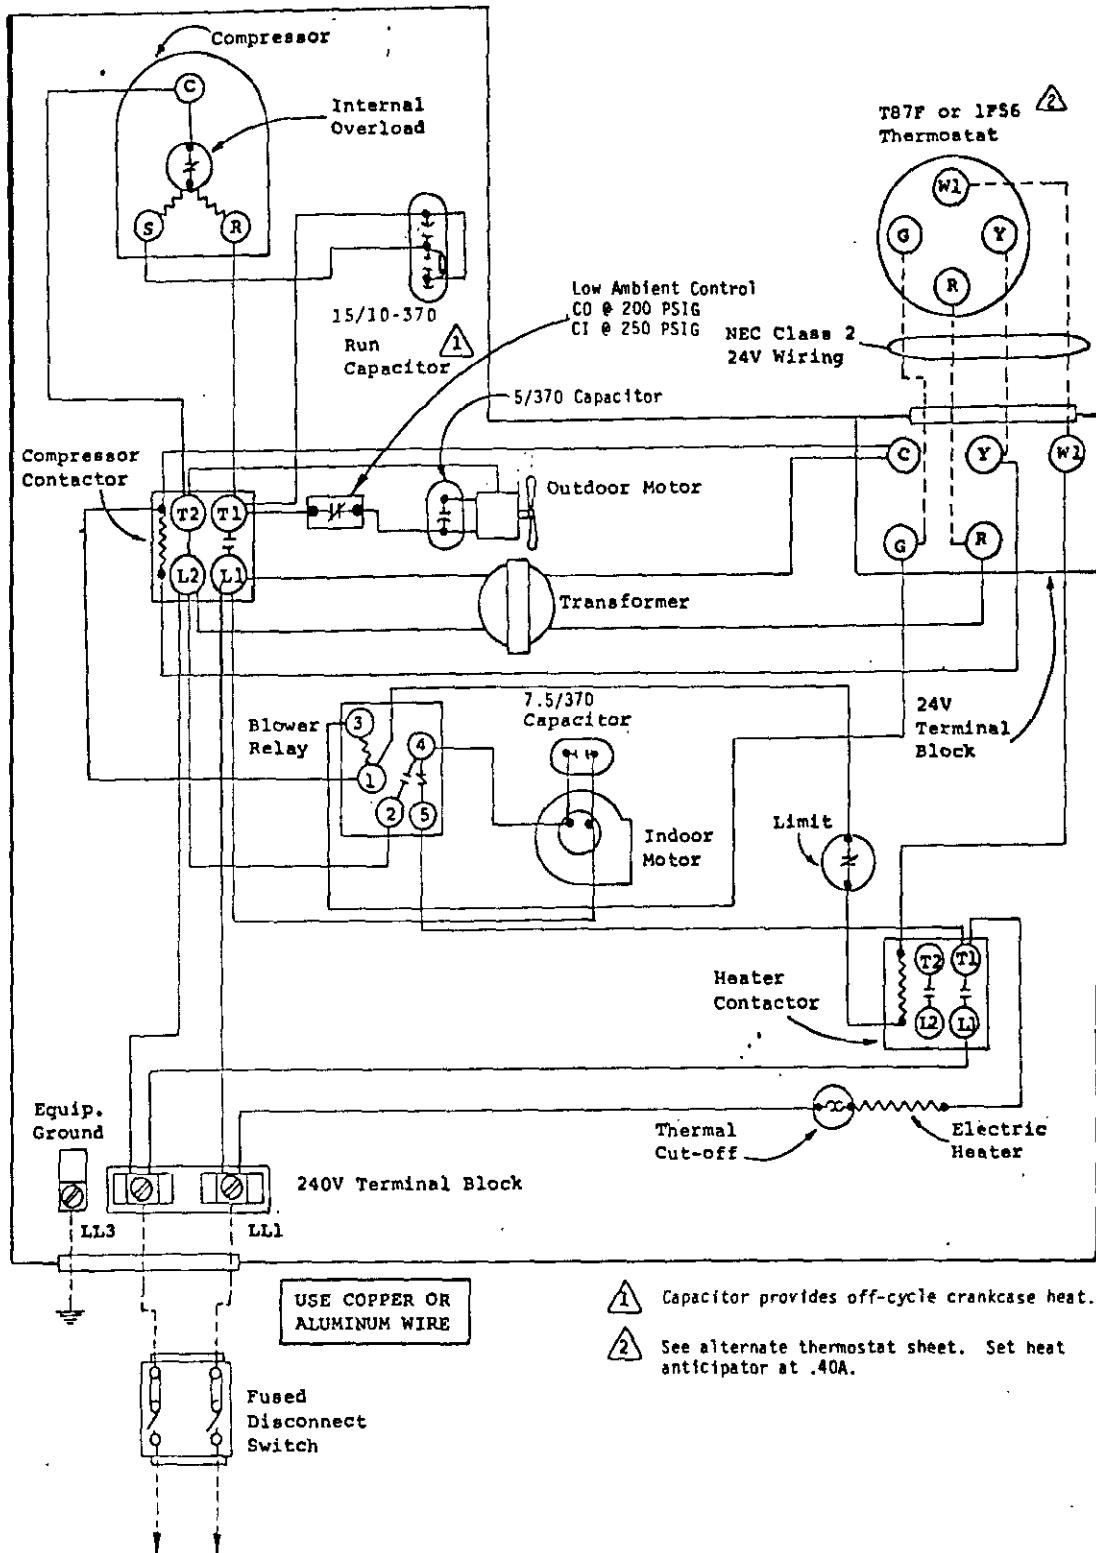 Compressor
C
Internal
Overload
S
R
15/10-370
Run
Capacitor
1
Low Ambient Control
CO @ 200 PSIG
CI @ 250 PSIG
5/370 Capacitor
T87F or 1F56
Thermostat
2
W1
G
Y
R
NEC Class 2
24V Wiring
Compressor
Contactor
T2
T1
L2
L1
Outdoor Motor
C
Y
W1
G
R
Transformer
24V
Terminal
Block
Blower
Relay
3
4
1
2
5
7.5/370
Capacitor
Indoor
Motor
Limit
Heater
Contactor
T2
T1
L2
L1
Thermal
Cut-off
Electric
Heater
Equip.
Ground
240V Terminal Block
LL3
LL1
USE COPPER OR
ALUMINUM WIRE
1 Capacitor provides off-cycle crankcase heat.
2 See alternate thermostat sheet. Set heat
anticipator at .40A.
Fused
Disconnect
Switch